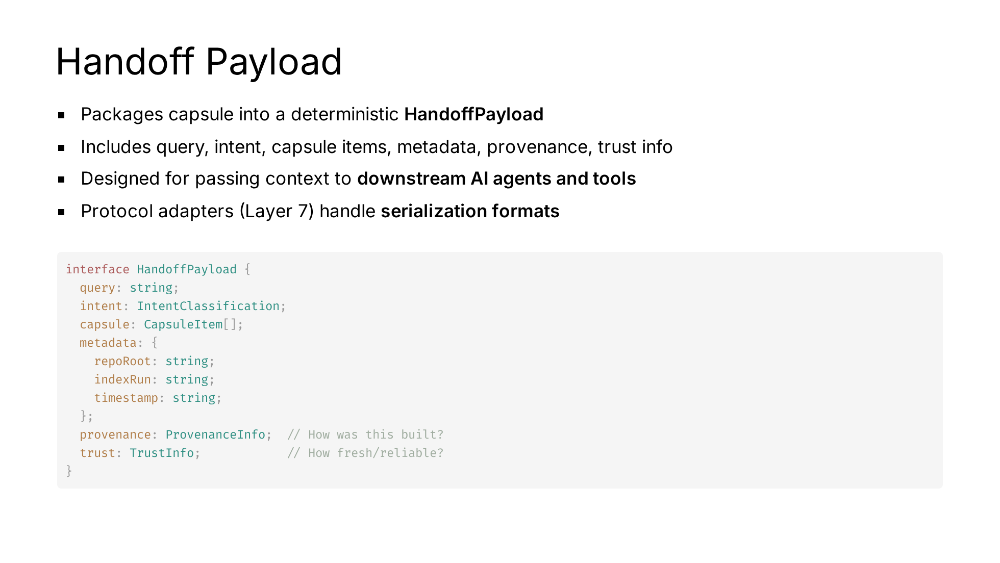 Handoff Payload
▪ Packages capsule into a deterministic HandoffPayload
▪ Includes query, intent, capsule items, metadata, provenance, trust info
▪ Designed for passing context to downstream AI agents and tools
▪ Protocol adapters (Layer 7) handle serialization formats
interface HandoffPayload {
  query: string;
  intent: IntentClassification;
  capsule: CapsuleItem[];
  metadata: {
    repoRoot: string;
    indexRun: string;
    timestamp: string;
  };
  provenance: ProvenanceInfo;  // How was this built?
  trust: TrustInfo;            // How fresh/reliable?
}